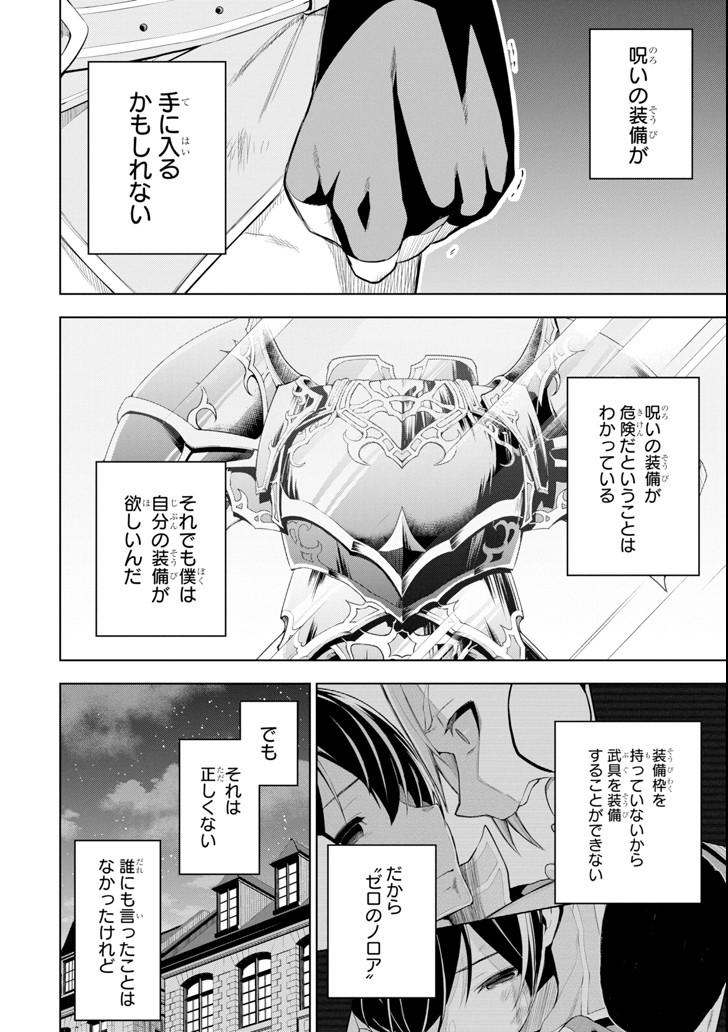 呪いの装備が
手に入る
かもしれない
呪いの装備が
危険だということは
わかっている
それでも僕は
自分の装備が
欲しいんだ
装備枠を
持っていないから
武具を装備
することができない
だから
〝ゼロのノロア〟
でも
それは
正しくない
誰にも言ったことは
なかったけれど